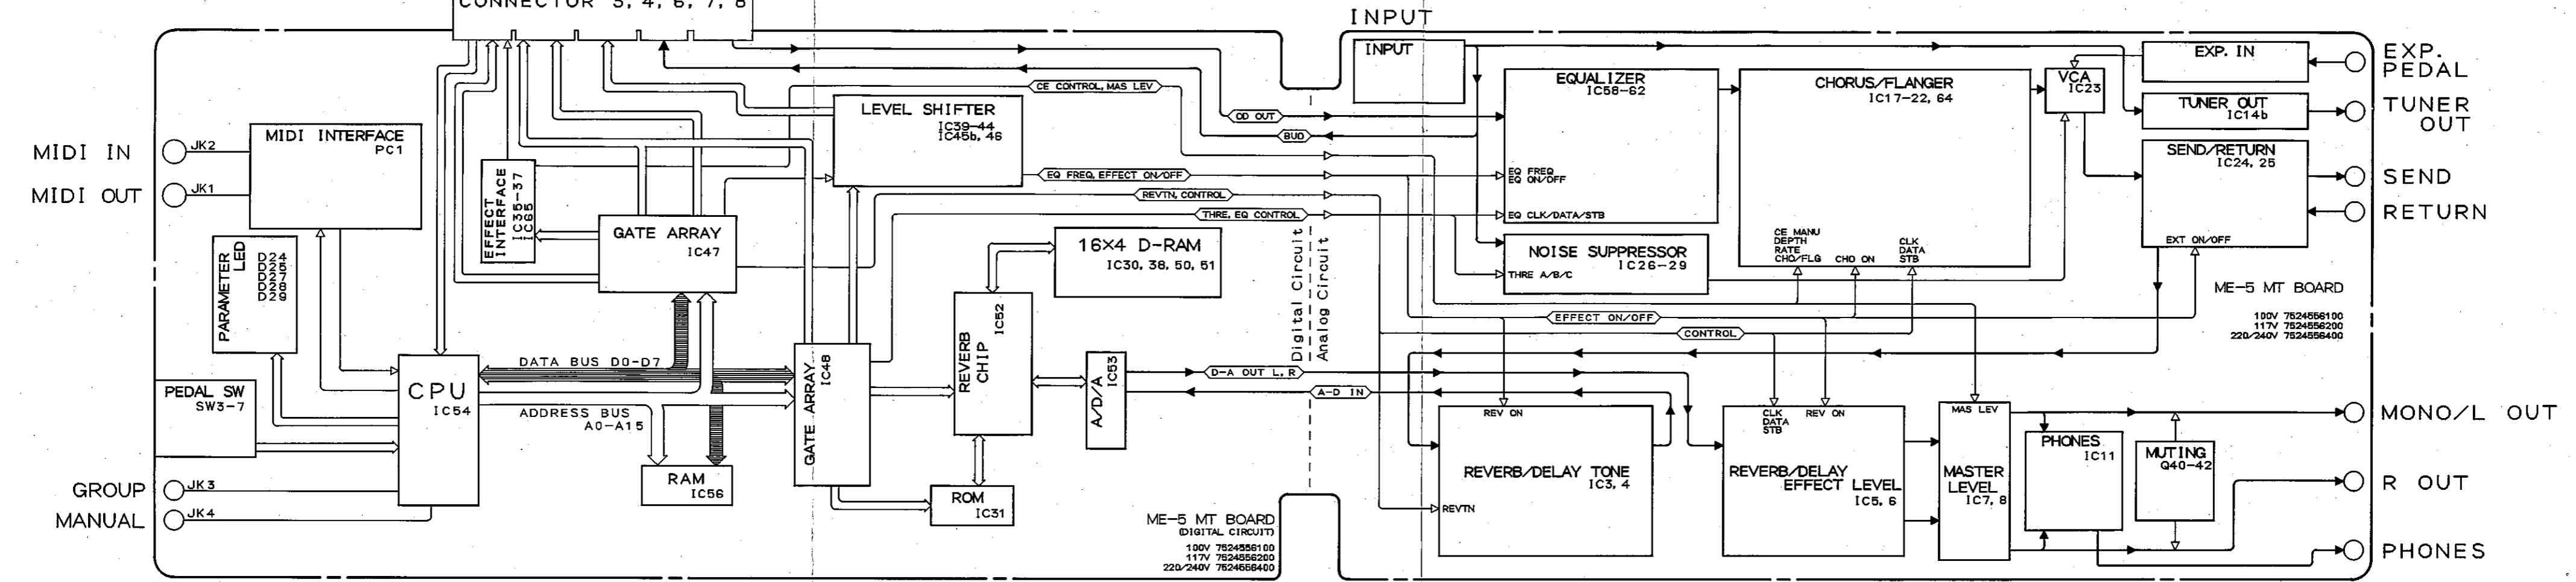 CONNECTOR 3, 4, 6, 7, 8
INPUT
INPUT
EXP. IN
EXP.
PEDAL
EQUALIZER
IC58-62
CHORUS/FLANGER
IC17-22, 64
VCA
IC23
TUNER OUT
IC14b
TUNER
OUT
CE CONTROL, MAS LEV
LEVEL SHIFTER
IC39-44
IC45b, 46
OD OUT
BUO
MIDI INTERFACE
PC1
MIDI IN
JK2
MIDI OUT
JK1
EFFECT
INTERFACE
IC35-37
IC65
SEND/RETURN
IC24, 25
EXT ON/OFF
SEND
RETURN
EQ FREQ, EFFECT ON/OFF
EQ FREQ
EQ ON/OFF
REVTN, CONTROL
THRE, EQ CONTROL
EQ CLK/DATA/STB
GATE ARRAY
IC47
16×4 D-RAM
IC30, 38, 50, 51
Digital Circuit
Analog Circuit
NOISE SUPPRESSOR
IC26-29
THRE A/B/C
CE MANU
DEPTH
RATE
CHO/FLG
CHO ON
CLK
DATA
STB
PARAMETER
LED
D24
D25
D27
D28
D29
ME-5 MT BOARD
100V 7524556100
117V 7524556200
220/240V 7524556400
EFFECT ON/OFF
CONTROL
REVERB
CHIP
IC52
DATA BUS D0-D7
GATE ARRAY
IC48
A/D/A
IC53
D-A OUT L, R
A-D IN
PEDAL SW
SW3-7
CPU
IC54
ADDRESS BUS
A0-A15
REV ON
REVERB/DELAY TONE
IC3, 4
REVTN
CLK
DATA
STB
REV ON
REVERB/DELAY
EFFECT LEVEL
IC5, 6
MAS LEV
MASTER
LEVEL
IC7, 8
PHONES
IC11
MUTING
Q40-42
MONO/L OUT
R OUT
PHONES
RAM
IC56
ROM
IC31
GROUP
JK3
MANUAL
JK4
ME-5 MT BOARD
(DIGITAL CIRCUIT)
100V 7524556100
117V 7524556200
220/240V 7524556400